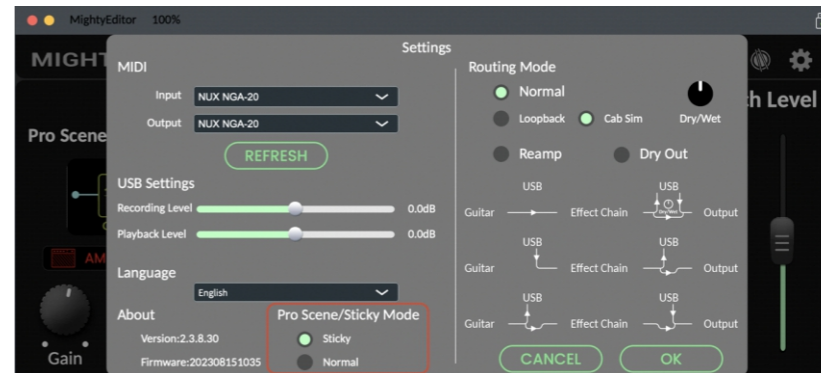 MightyEditor 100%
MIGHT
Settings
MIDI
Input NUX NGA-20
Output NUX NGA-20
REFRESH
USB Settings
Recording Level 0.0dB
Playback Level 0.0dB
Language
English
About
Version:2.3.8.30
Firmware:202308151035
Pro Scene/Sticky Mode
Sticky
Normal
Routing Mode
Normal
Loopback Cab Sim Dry/Wet
Reamp Dry Out
USB USB
Guitar Effect Chain Dry/Wet Output
USB USB
Guitar Effect Chain Output
USB USB
Guitar Effect Chain Output
CANCEL OK
Pro Scene
AM
Gain
ch Level